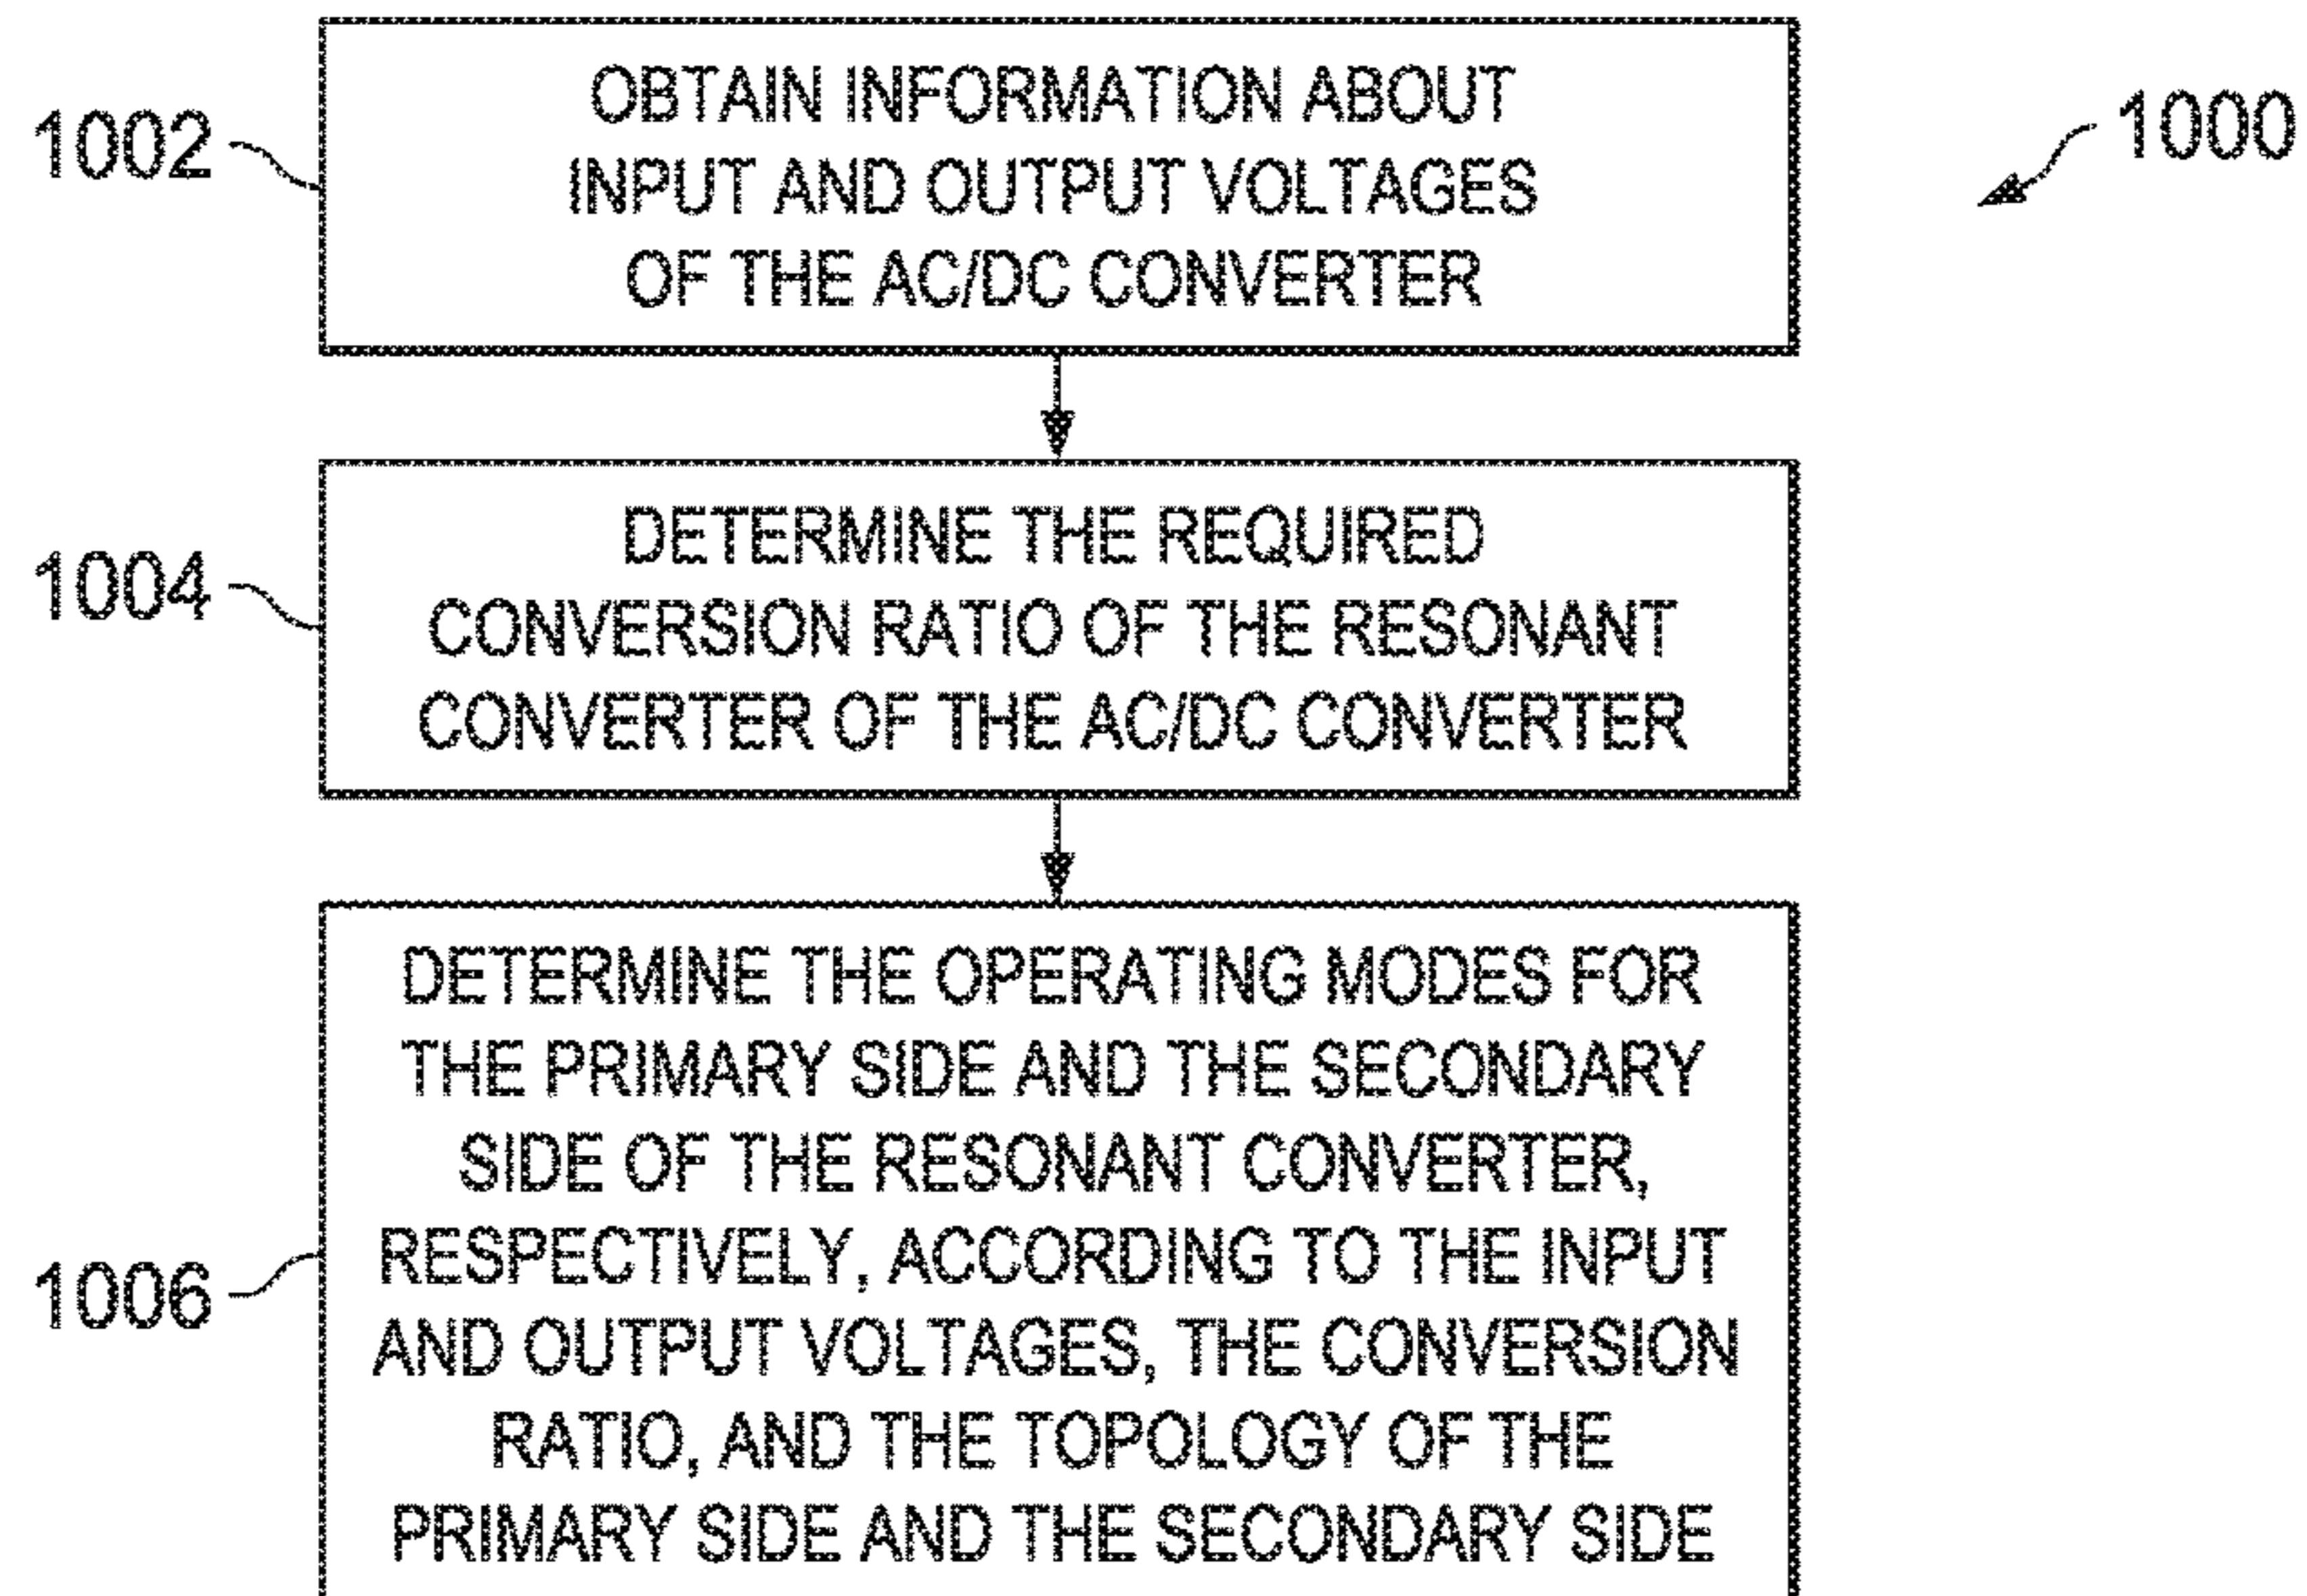 OBTAIN INFORMATION ABOUT
INPUT AND OUTPUT VOLTAGES
OF THE AC/DC CONVERTER
1002
1000
DETERMINE THE REQUIRED
CONVERSION RATIO OF THE RESONANT
CONVERTER OF THE AC/DC CONVERTER
1004
DETERMINE THE OPERATING MODES FOR
THE PRIMARY SIDE AND THE SECONDARY
SIDE OF THE RESONANT CONVERTER,
RESPECTIVELY, ACCORDING TO THE INPUT
AND OUTPUT VOLTAGES, THE CONVERSION
RATIO, AND THE TOPOLOGY OF THE
PRIMARY SIDE AND THE SECONDARY SIDE
1006